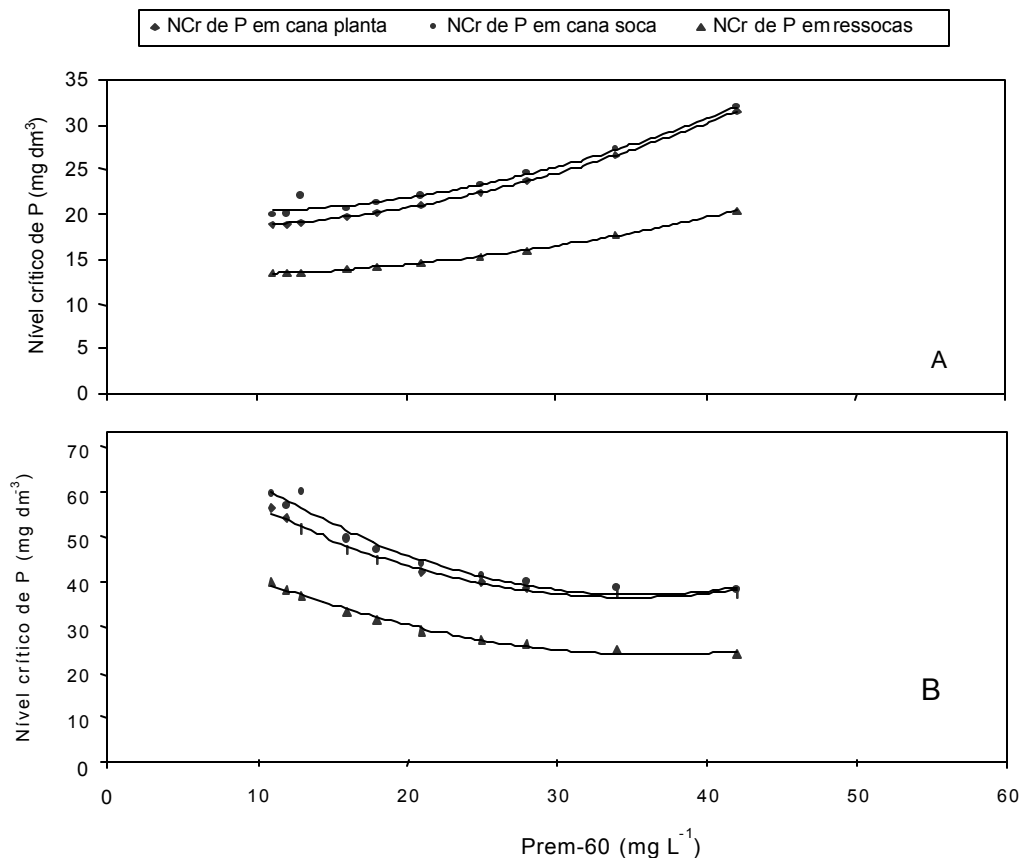 NCr de P em cana planta NCr de P em cana soca NCr de P em ressocas
Nível crítico de P (mg dm³)
35
30
25
20
15
10
5
0
A
Nível crítico de P (mg dm⁻³)
70
60
50
40
30
20
10
0
B
0 10 20 30 40 50 60
Prem-60 (mg L⁻¹)